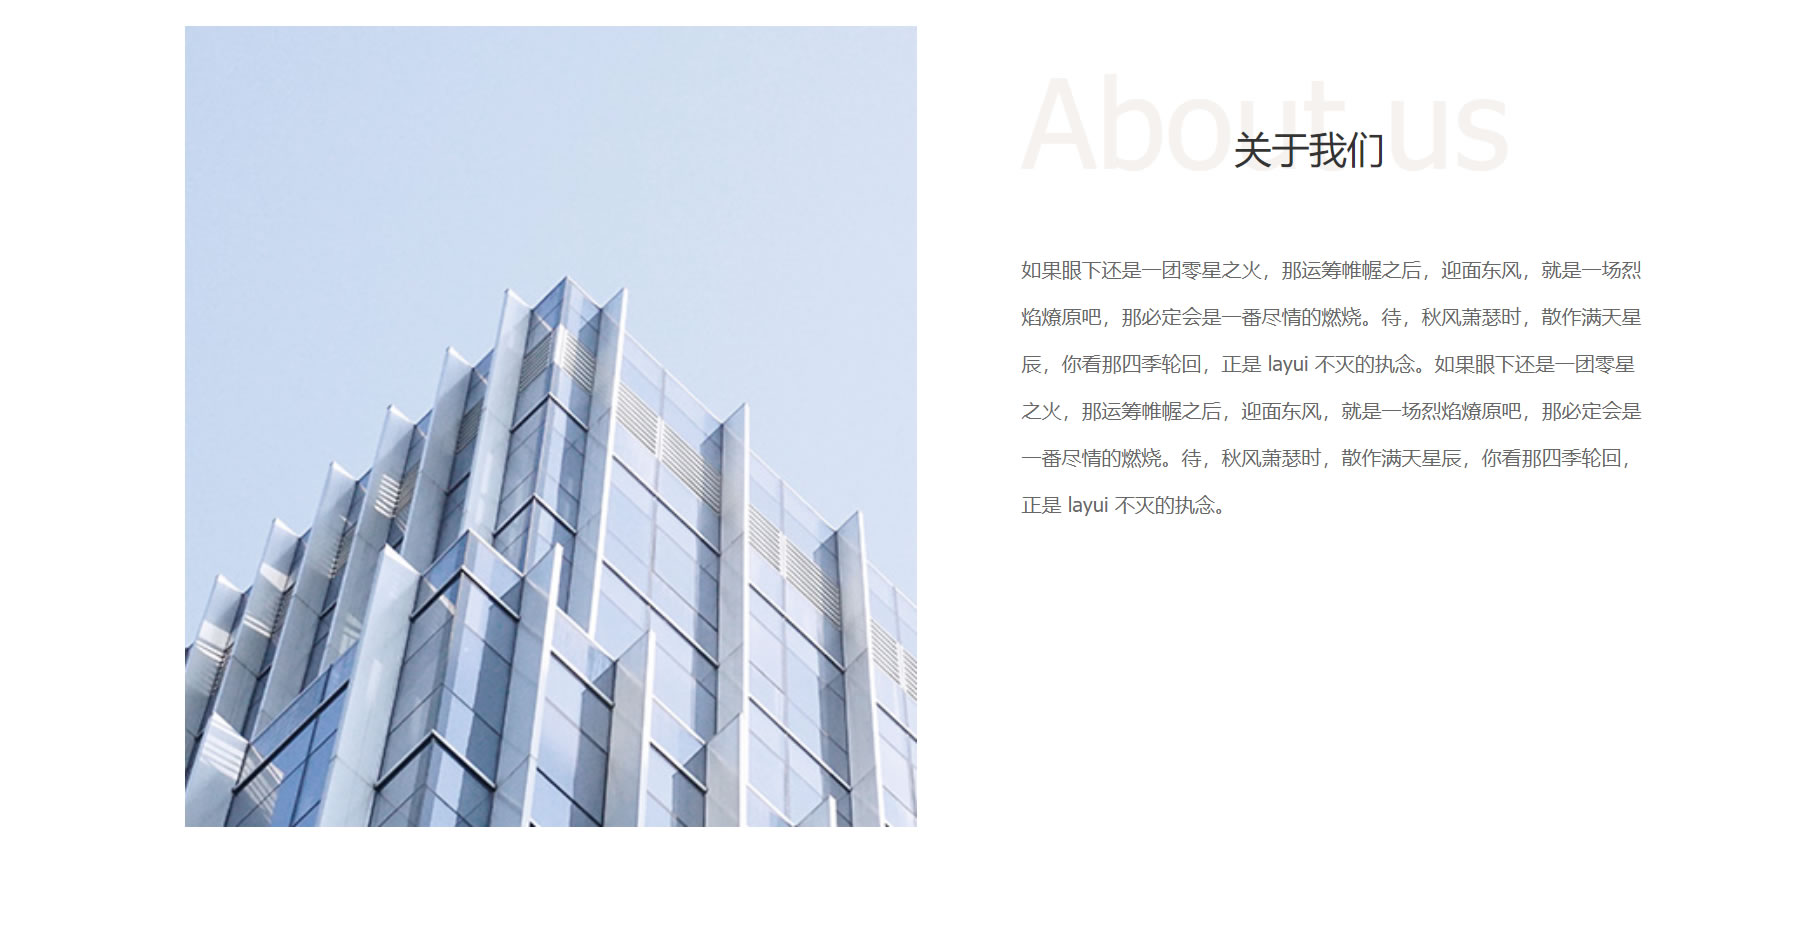 About us
关于我们
如果眼下还是一团零星之火，那运筹帷幄之后，迎面东风，就是一场烈
焰燎原吧，那必定会是一番尽情的燃烧。待，秋风萧瑟时，散作满天星
辰，你看那四季轮回，正是 layui 不灭的执念。如果眼下还是一团零星
之火，那运筹帷幄之后，迎面东风，就是一场烈焰燎原吧，那必定会是
一番尽情的燃烧。待，秋风萧瑟时，散作满天星辰，你看那四季轮回，
正是 layui 不灭的执念。